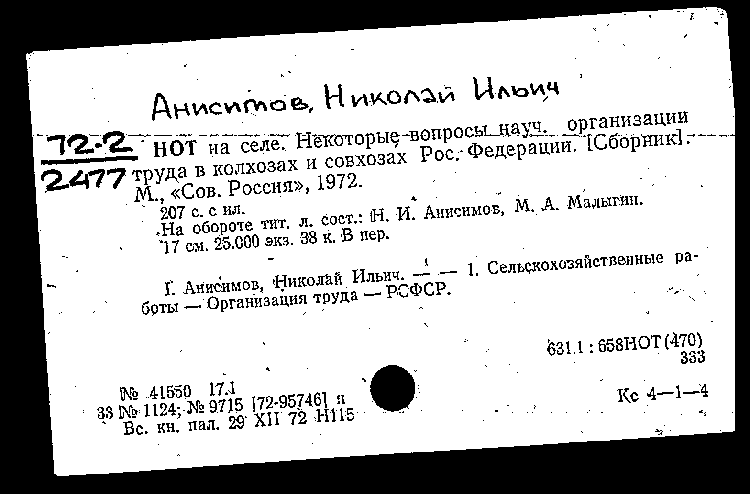 Анисимов, Николай Ильич
72-2
2477
НОТ на селе. Некоторые вопросы науч. организации
труда в колхозах и совхозах Рос. Федерации. [Сборник].
М., «Сов. Россия», 1972.
207 с. с ил.
На обороте тит. л. сост.: Н. И. Анисимов, М. А. Малыгин.
17 см. 25.000 экз. 38 к. В пер.
I. Анисимов, Николай Ильич. — — 1. Сельскохозяйственные ра-
боты — Организация труда — РСФСР.
631.1 : 658НОТ(470)
333
№ 41550 17.1
33 № 1124; № 9715 [72-95746] п
Вс. кн. пал. 29 XII 72 Н115
Кс 4—1—4